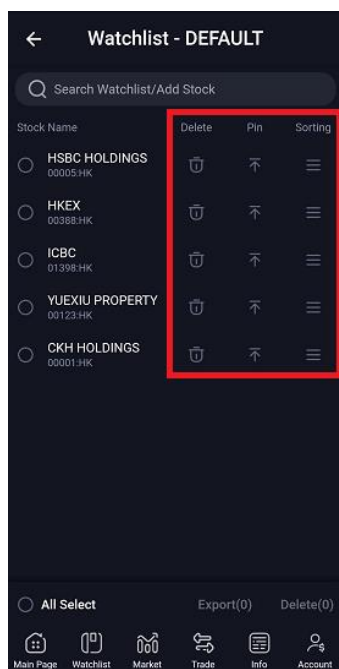 Watchlist - DEFAULT
Search Watchlist/Add Stock
Stock Name Delete Pin Sorting
HSBC HOLDINGS
00005:HK
HKEX
00388:HK
ICBC
01398:HK
YUEXIU PROPERTY
00123:HK
CKH HOLDINGS
00001:HK
All Select Export(0) Delete(0)
Main Page Watchlist Market Trade Info Account